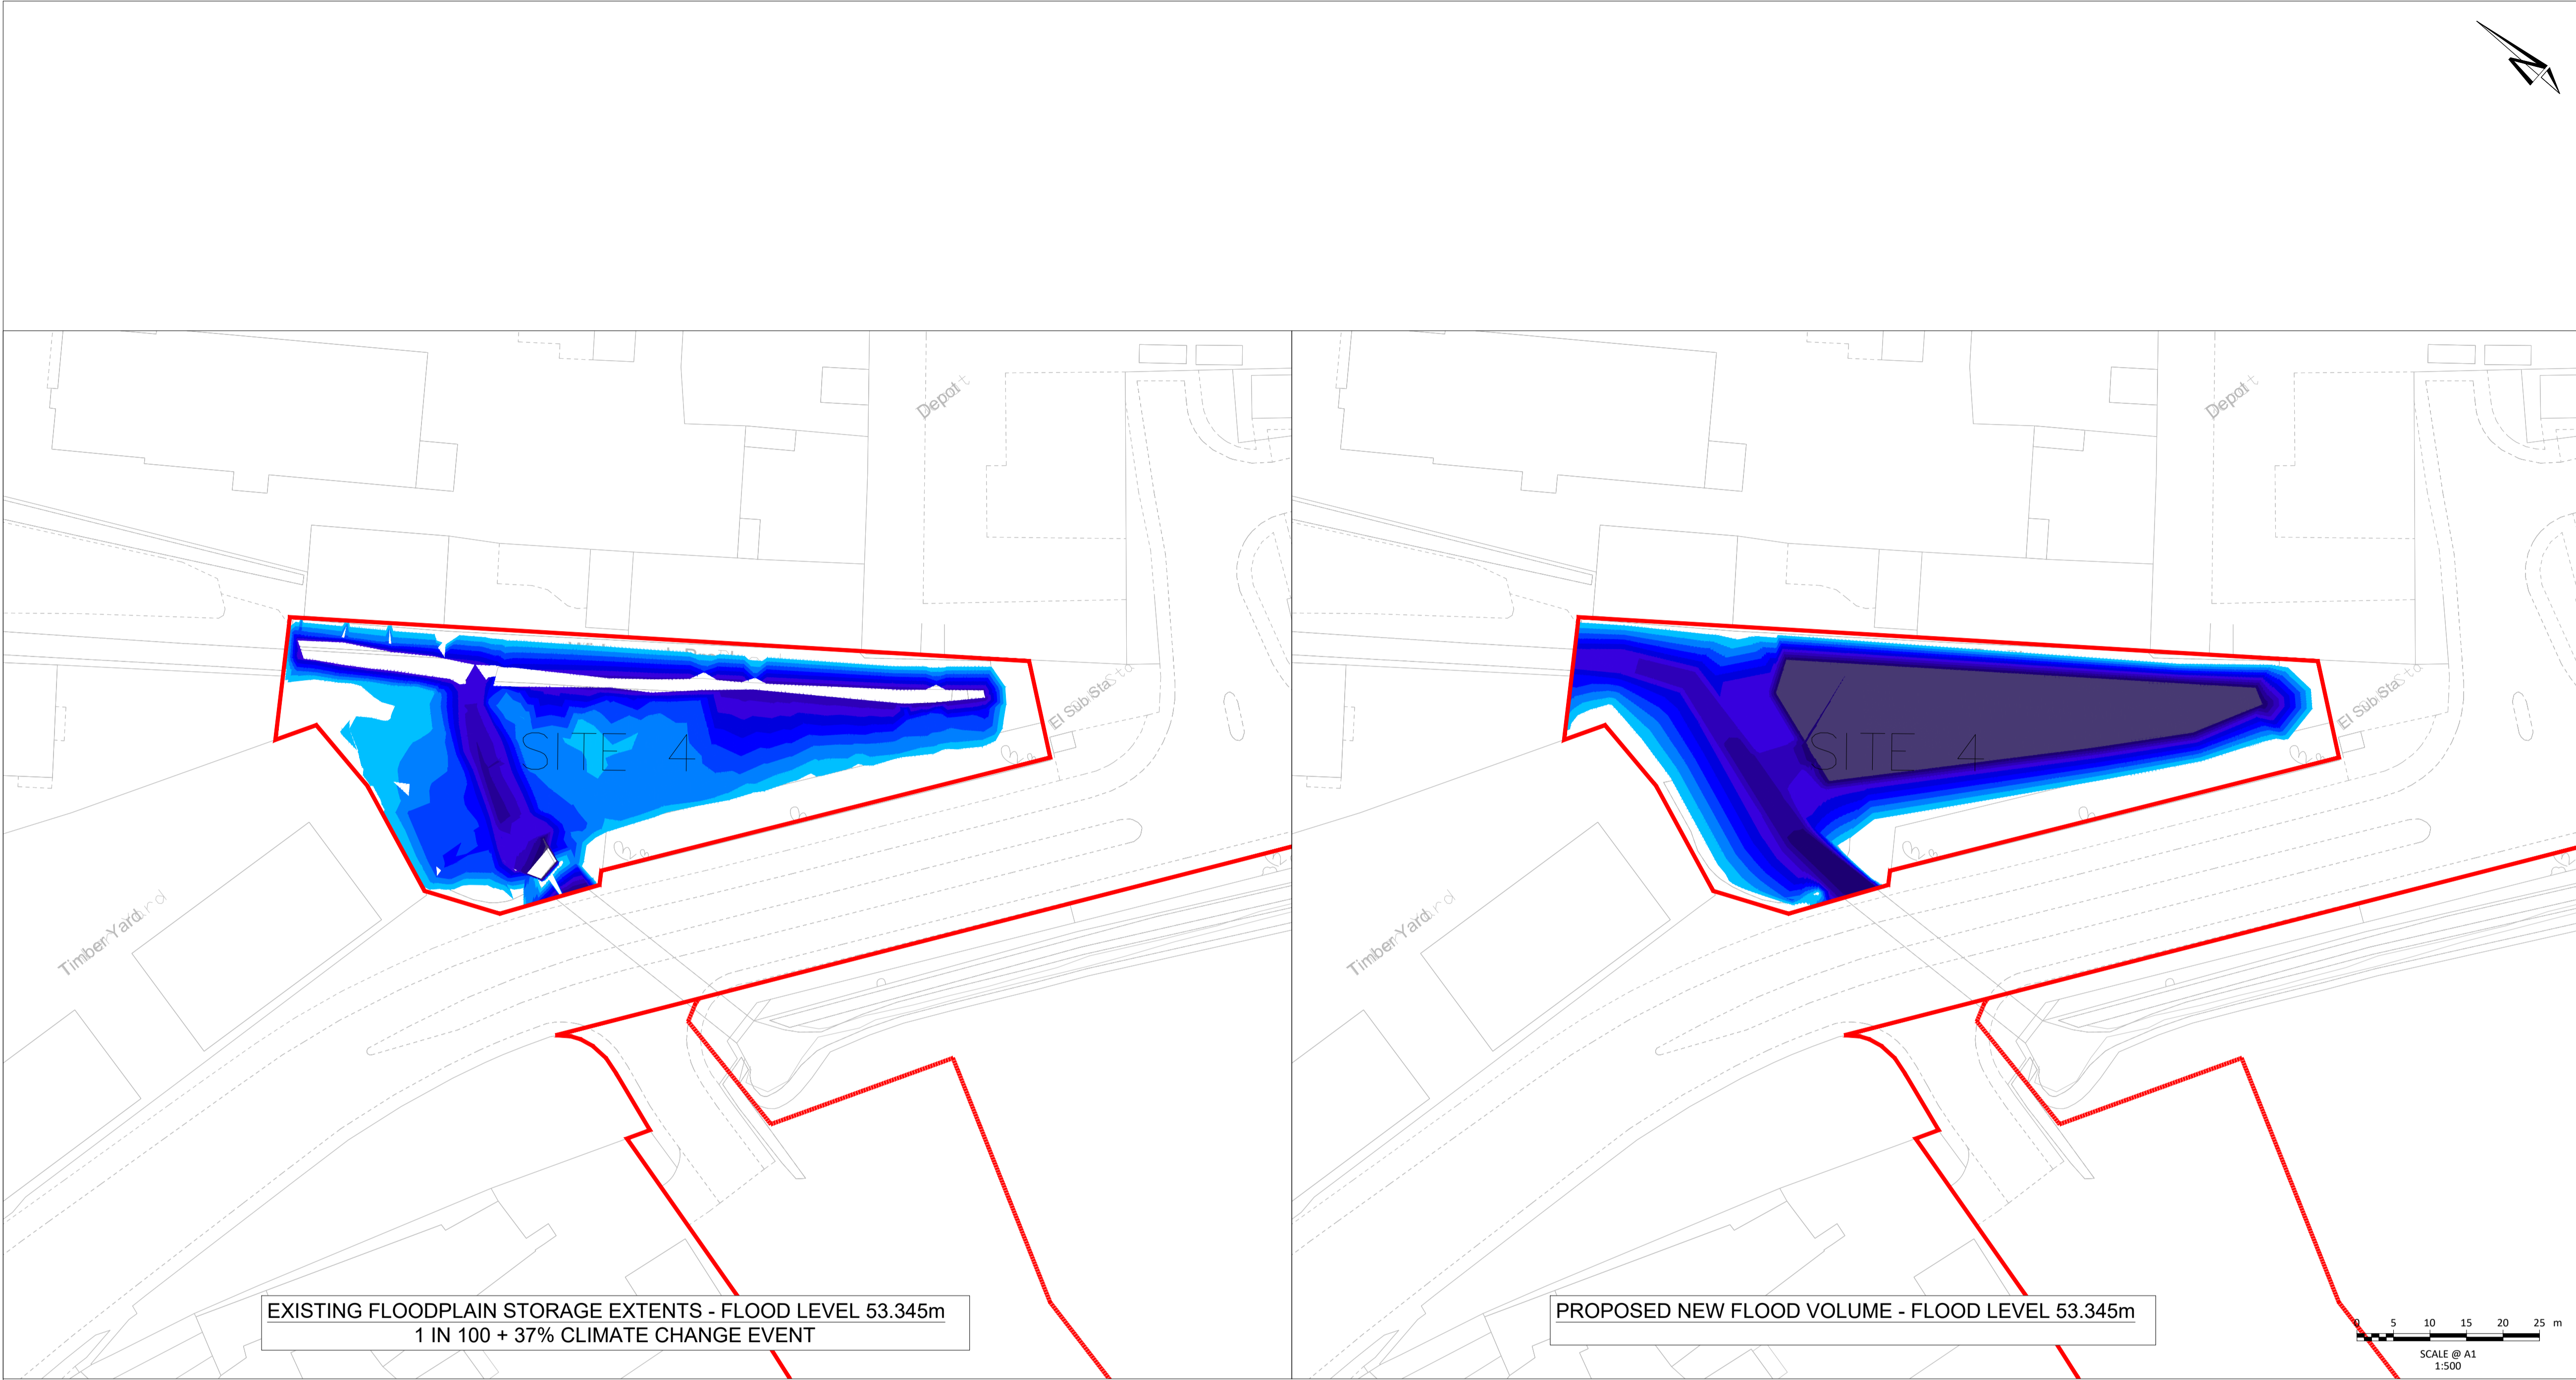 N
Depot
El Sub Sta
SITE 4
Timber Yard
EXISTING FLOODPLAIN STORAGE EXTENTS - FLOOD LEVEL 53.345m
1 IN 100 + 37% CLIMATE CHANGE EVENT
Depot
El Sub Sta
SITE 4
Timber Yard
PROPOSED NEW FLOOD VOLUME - FLOOD LEVEL 53.345m
0 5 10 15 20 25 m
SCALE @ A1
1:500